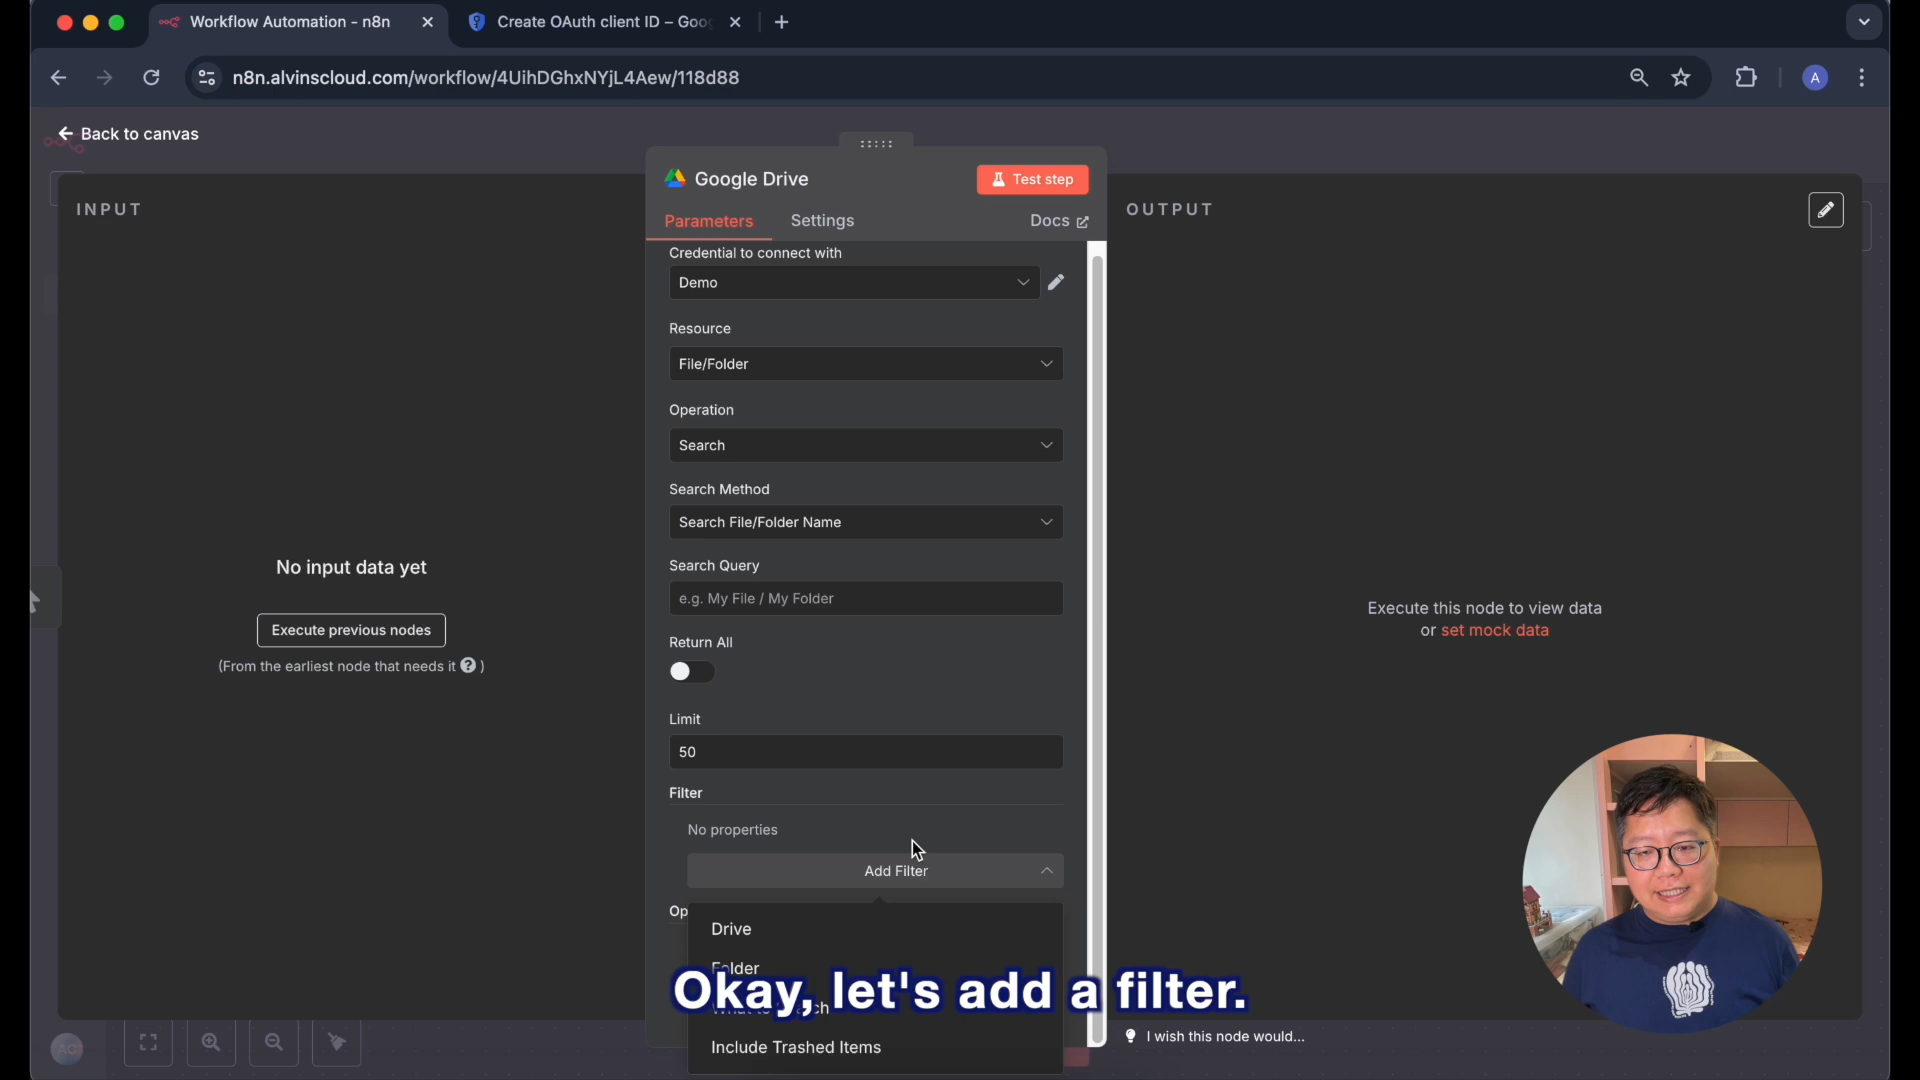 Workflow Automation - n8n
Create OAuth client ID – Goo
n8n.alvinscloud.com/workflow/4UihDGhxNYjL4Aew/118d88
A
Back to canvas
INPUT
Google Drive
Test step
Parameters
Settings
Docs
OUTPUT
Credential to connect with
Demo
Resource
File/Folder
Operation
Search
Search Method
Search File/Folder Name
Search Query
e.g. My File / My Folder
Return All
Limit
50
Filter
No properties
Add Filter
Op
Drive
Folder
Okay, let's add a filter.
Include Trashed Items
No input data yet
Execute previous nodes
(From the earliest node that needs it ? )
Execute this node to view data
or set mock data
I wish this node would...
AC